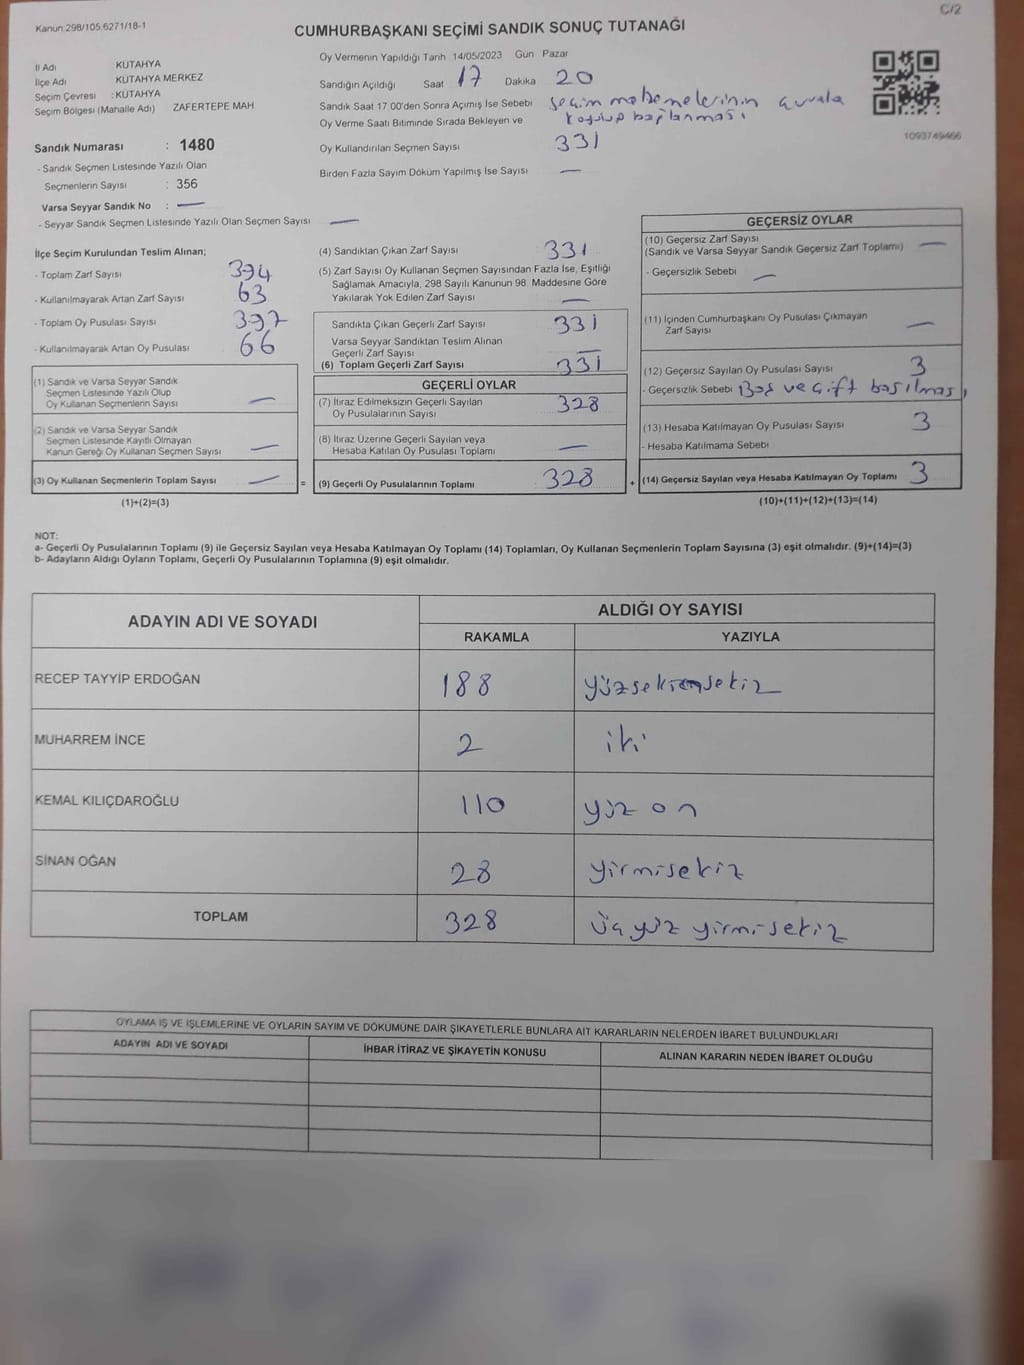 C/2
Kanun:298/105,6271/18-1
CUMHURBAŞKANI SEÇİMİ SANDIK SONUÇ TUTANAĞI
İl Adı KÜTAHYA
İlçe Adı KÜTAHYA MERKEZ
Seçim Çevresi : KÜTAHYA
Seçim Bölgesi (Mahalle Adı) ZAFERTEPE MAH
Sandık Numarası : 1480
- Sandık Seçmen Listesinde Yazılı Olan
Seçmenlerin Sayısı : 356
Varsa Seyyar Sandık No : —
- Seyyar Sandık Seçmen Listesinde Yazılı Olan Seçmen Sayısı —
Oy Vermenin Yapıldığı Tarih 14/05/2023 Gün Pazar
Sandığın Açıldığı Saat 17 Dakika 20
Sandık Saat 17.00'den Sonra Açımış İse Sebebi seçim malzemelerinin çuvala
koyulup bağlanması
Oy Verme Saati Bitiminde Sırada Bekleyen ve
Oy Kullandırılan Seçmen Sayısı 331
Birden Fazla Sayım Döküm Yapılmış İse Sayısı —
1093749466
İlçe Seçim Kurulundan Teslim Alınan;
- Toplam Zarf Sayısı 394
- Kullanılmayarak Artan Zarf Sayısı 63
- Toplam Oy Pusulası Sayısı 397
- Kullanılmayarak Artan Oy Pusulası 66
(1) Sandık ve Varsa Seyyar Sandık
Seçmen Listesinde Yazılı Olup
Oy Kullanan Seçmenlerin Sayısı —
(2) Sandık ve Varsa Seyyar Sandık
Seçmen Listesinde Kayıtlı Olmayan
Kanun Gereği Oy Kullanan Seçmen Sayısı —
(3) Oy Kullanan Seçmenlerin Toplam Sayısı — =
(1)+(2)=(3)
(4) Sandıktan Çıkan Zarf Sayısı 331
(5) Zarf Sayısı Oy Kullanan Seçmen Sayısından Fazla İse, Eşitliği
Sağlamak Amacıyla, 298 Sayılı Kanunun 98. Maddesine Göre
Yakılarak Yok Edilen Zarf Sayısı —
Sandıkta Çıkan Geçerli Zarf Sayısı 331
Varsa Seyyar Sandıktan Teslim Alınan
Geçerli Zarf Sayısı —
(6) Toplam Geçerli Zarf Sayısı 331
GEÇERLİ OYLAR
(7) İtiraz Edilmeksizin Geçerli Sayılan
Oy Pusulalarının Sayısı 328
(8) İtiraz Üzerine Geçerli Sayılan veya
Hesaba Katılan Oy Pusulası Toplamı —
(9) Geçerli Oy Pusulalarının Toplamı 328 +
GEÇERSİZ OYLAR
(10) Geçersiz Zarf Sayısı
(Sandık ve Varsa Seyyar Sandık Geçersiz Zarf Toplamı) —
- Geçersizlik Sebebi —
(11) İçinden Cumhurbaşkanı Oy Pusulası Çıkmayan
Zarf Sayısı —
(12) Geçersiz Sayılan Oy Pusulası Sayısı 3
- Geçersizlik Sebebi Boş ve çift basılması
(13) Hesaba Katılmayan Oy Pusulası Sayısı 3
- Hesaba Katılmama Sebebi
(14) Geçersiz Sayılan veya Hesaba Katılmayan Oy Toplamı 3
(10)+(11)+(12)+(13)=(14)
NOT:
a- Geçerli Oy Pusulalarının Toplamı (9) ile Geçersiz Sayılan veya Hesaba Katılmayan Oy Toplamı (14) Toplamları, Oy Kullanan Seçmenlerin Toplam Sayısına (3) eşit olmalıdır. (9)+(14)=(3)
b- Adayların Aldığı Oyların Toplamı, Geçerli Oy Pusulalarının Toplamına (9) eşit olmalıdır.
ADAYIN ADI VE SOYADI ALDIĞI OY SAYISI
RAKAMLA YAZIYLA
RECEP TAYYİP ERDOĞAN 188 yüzseksensekiz
MUHARREM İNCE 2 iki
KEMAL KILIÇDAROĞLU 110 yüz on
SİNAN OĞAN 28 yirmisekiz
TOPLAM 328 üçyüz yirmisekiz
OYLAMA İŞ VE İŞLEMLERİNE VE OYLARIN SAYIM VE DÖKÜMÜNE DAİR ŞİKAYETLERLE BUNLARA AİT KARARLARIN NELERDEN İBARET BULUNDUKLARI
ADAYIN ADI VE SOYADI İHBAR İTİRAZ VE ŞİKAYETİN KONUSU ALINAN KARARIN NEDEN İBARET OLDUĞU